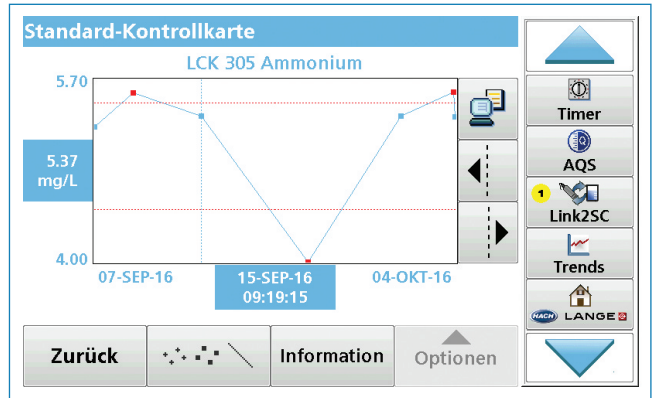 Standard-Kontrollkarte
LCK 305 Ammonium
5.70
5.37
mg/L
4.00
07-SEP-16
15-SEP-16
09:19:15
04-OKT-16
Zurück
Information
Optionen
Timer
AQS
1
Link2SC
Trends
HACH LANGE